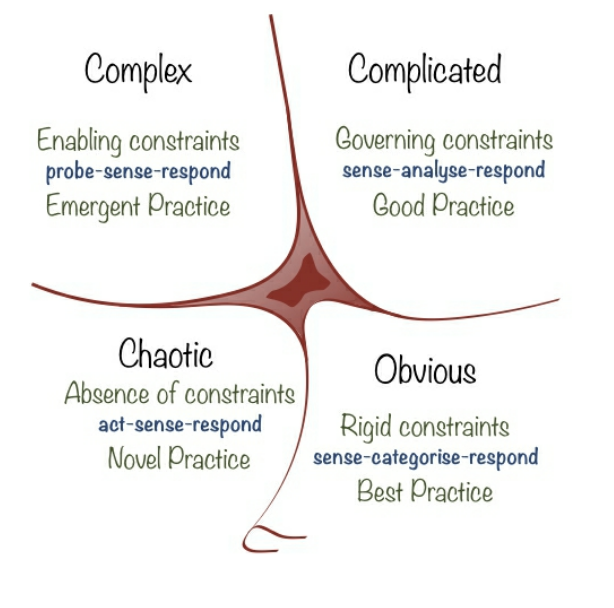 Complex
Enabling constraints
probe-sense-respond
Emergent Practice
Complicated
Governing constraints
sense-analyse-respond
Good Practice
Chaotic
Absence of constraints
act-sense-respond
Novel Practice
Obvious
Rigid constraints
sense-categorise-respond
Best Practice